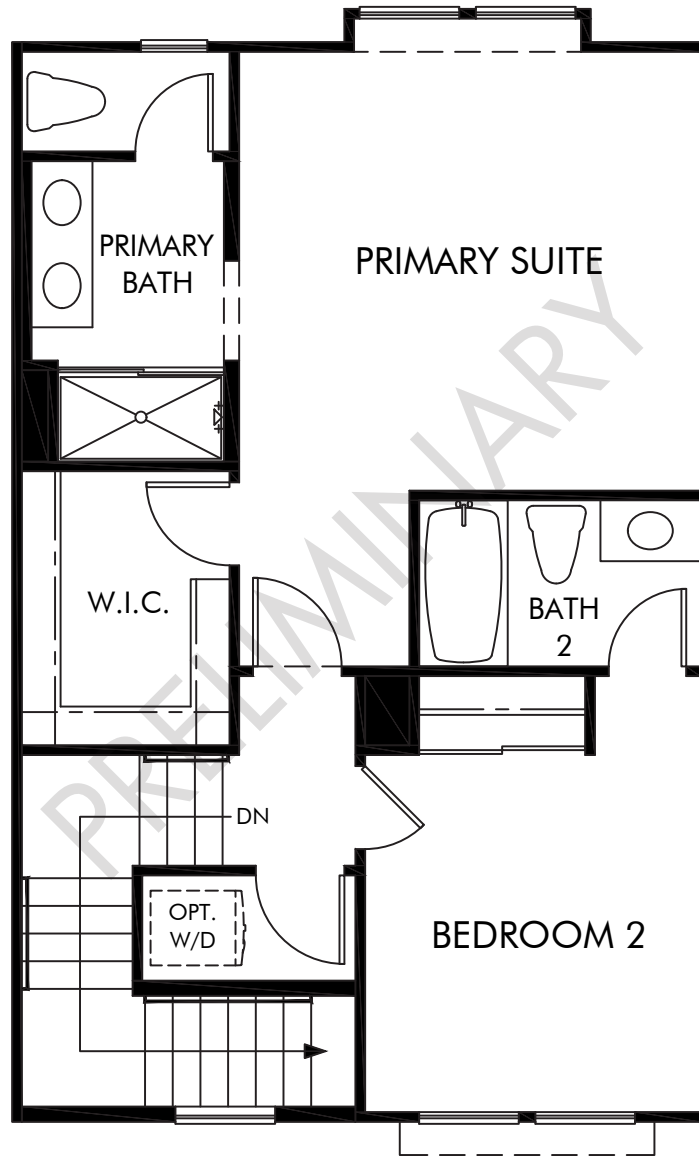 PRIMARY
BATH
PRIMARY SUITE
PRELIMINARY
W.I.C.
BATH
2
DN
OPT.
W/D
BEDROOM 2